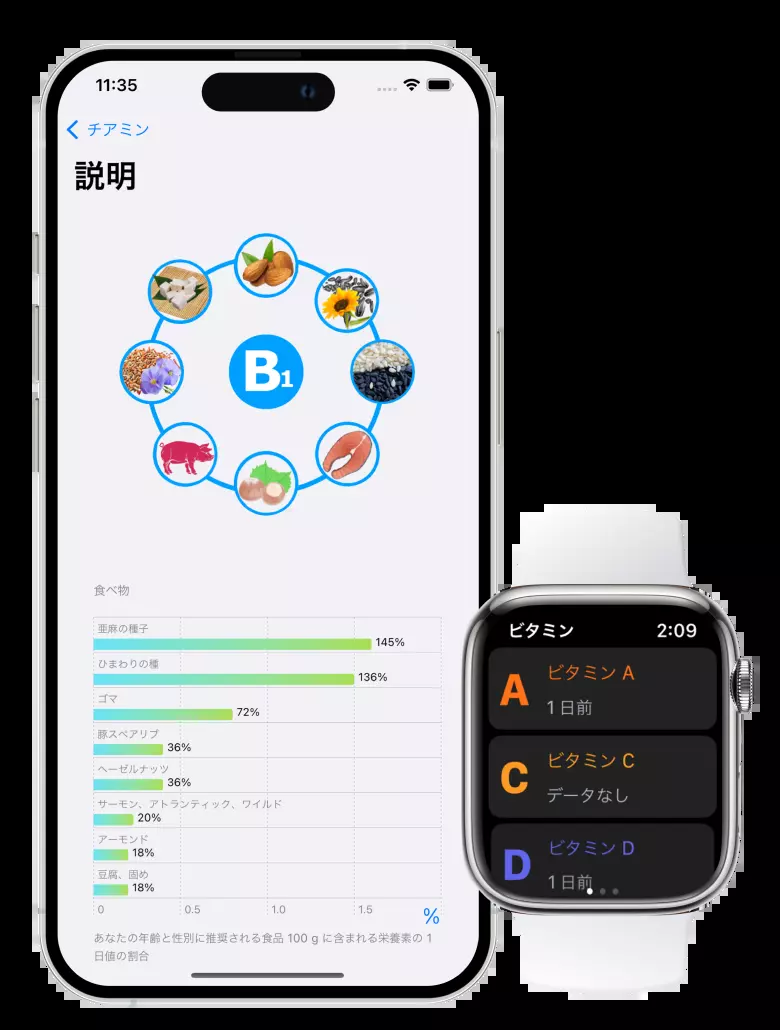 11:35
チアミン
説明
B1
食べ物
亜麻の種子
145%
ひまわりの種
136%
ゴマ
72%
豚スペアリブ
36%
ヘーゼルナッツ
36%
サーモン、アトランティック、ワイルド
20%
アーモンド
18%
豆腐、固め
18%
0 0.5 1.0 1.5 %
あなたの年齢と性別に推奨される食品 100 g に含まれる栄養素の 1
日値の割合
ビタミン 2:09
A ビタミン A
1 日前
C ビタミン C
データなし
D ビタミン D
1 日前